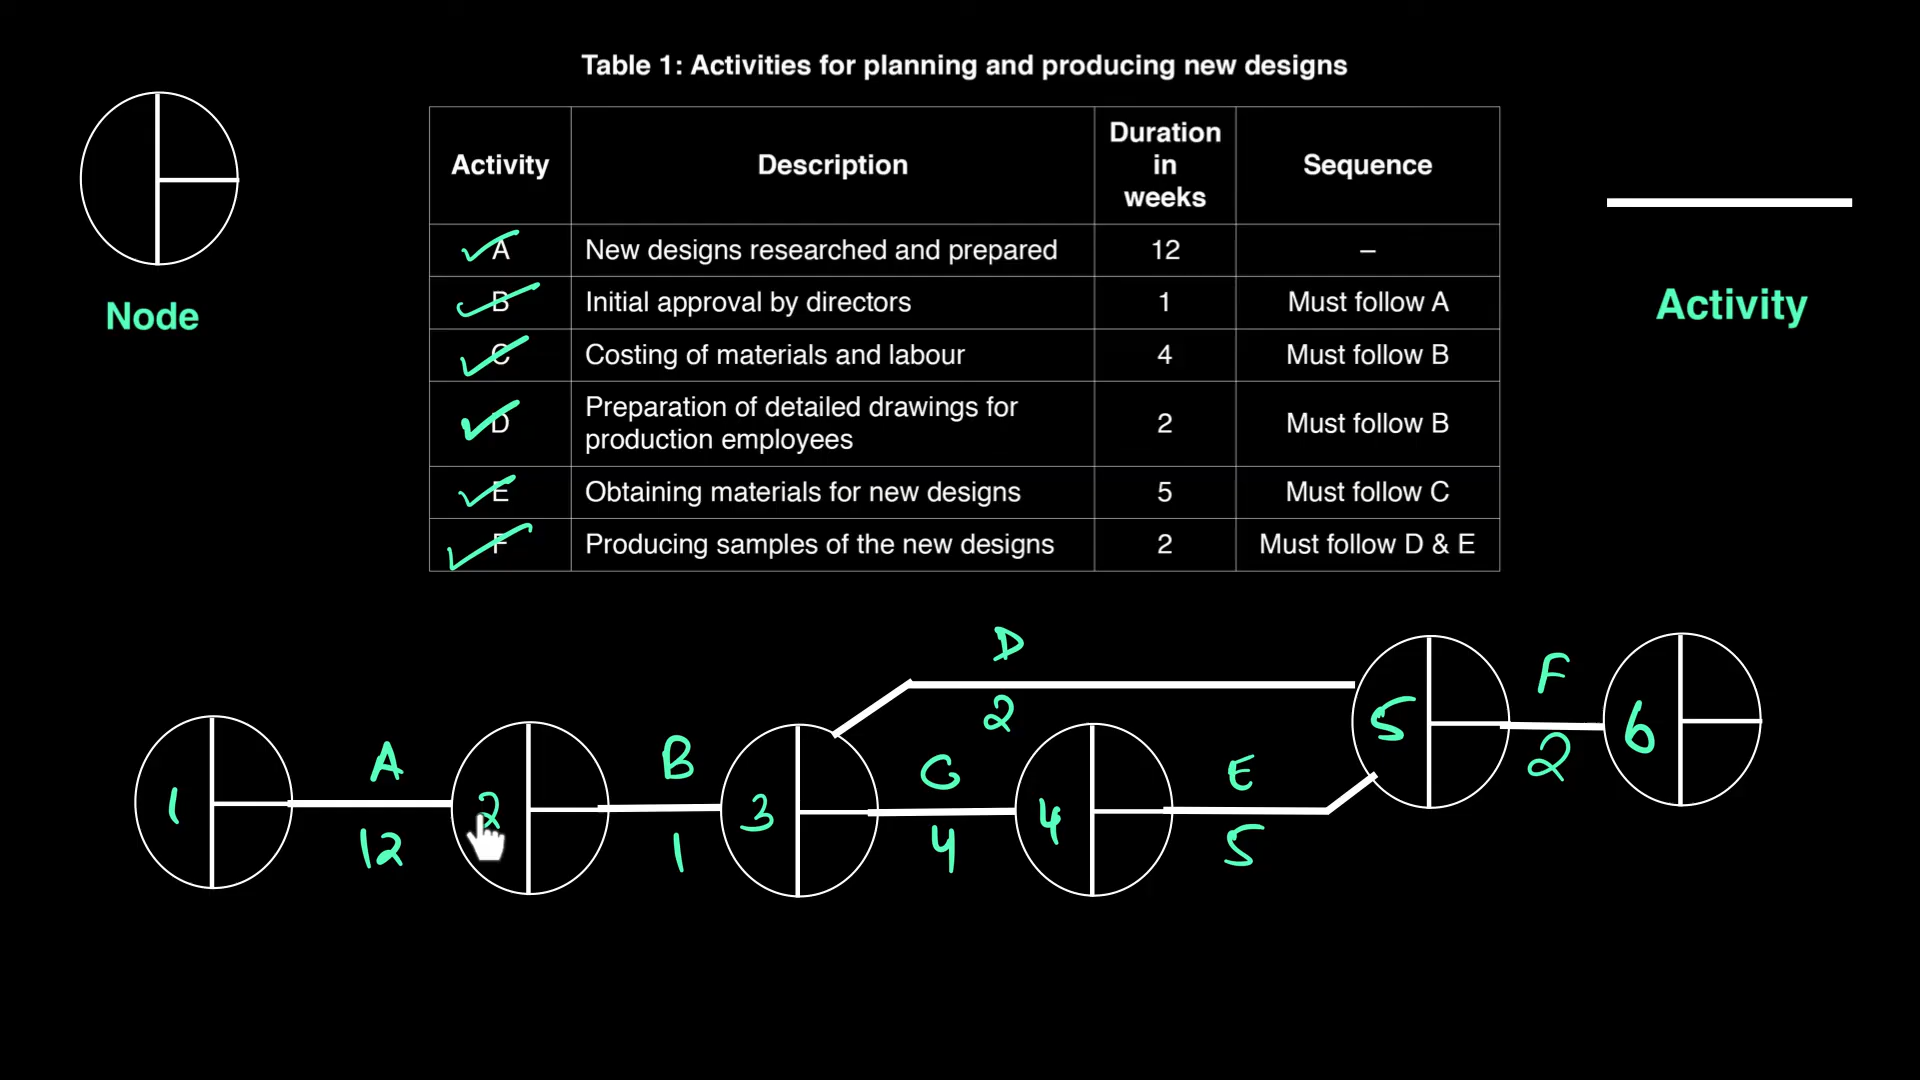 Table 1: Activities for planning and producing new designs
Activity Description Duration in weeks Sequence
A New designs researched and prepared 12 –
B Initial approval by directors 1 Must follow A
C Costing of materials and labour 4 Must follow B
D Preparation of detailed drawings for production employees 2 Must follow B
E Obtaining materials for new designs 5 Must follow C
F Producing samples of the new designs 2 Must follow D & E
Node
Activity
D
2
F
2
A
12
B
1
C
4
E
5
1
2
3
4
5
6